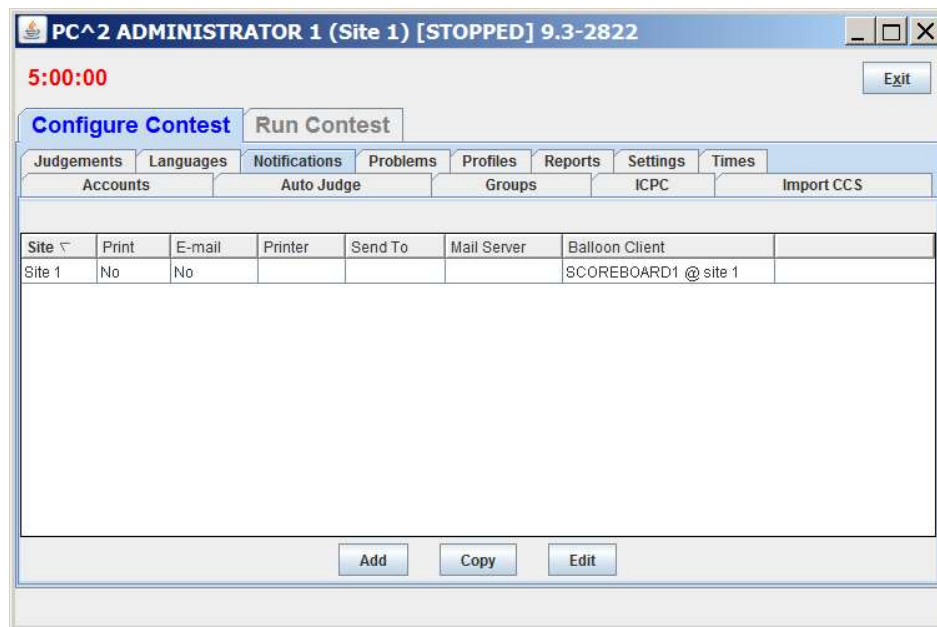 PC^2 ADMINISTRATOR 1 (Site 1) [STOPPED] 9.3-2822
5:00:00 Exit
Configure Contest Run Contest
Judgements Languages Notifications Problems Profiles Reports Settings Times
Accounts Auto Judge Groups ICPC Import CCS
Site Print E-mail Printer Send To Mail Server Balloon Client
Site 1 No No SCOREBOARD1 @ site 1
Add Copy Edit